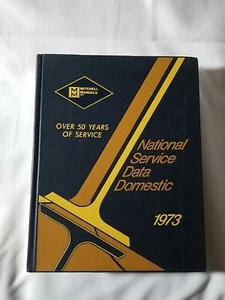 MITCHELL
MANUALS
OVER 50 YEARS
OF SERVICE
National
Service
Data
Domestic
1973